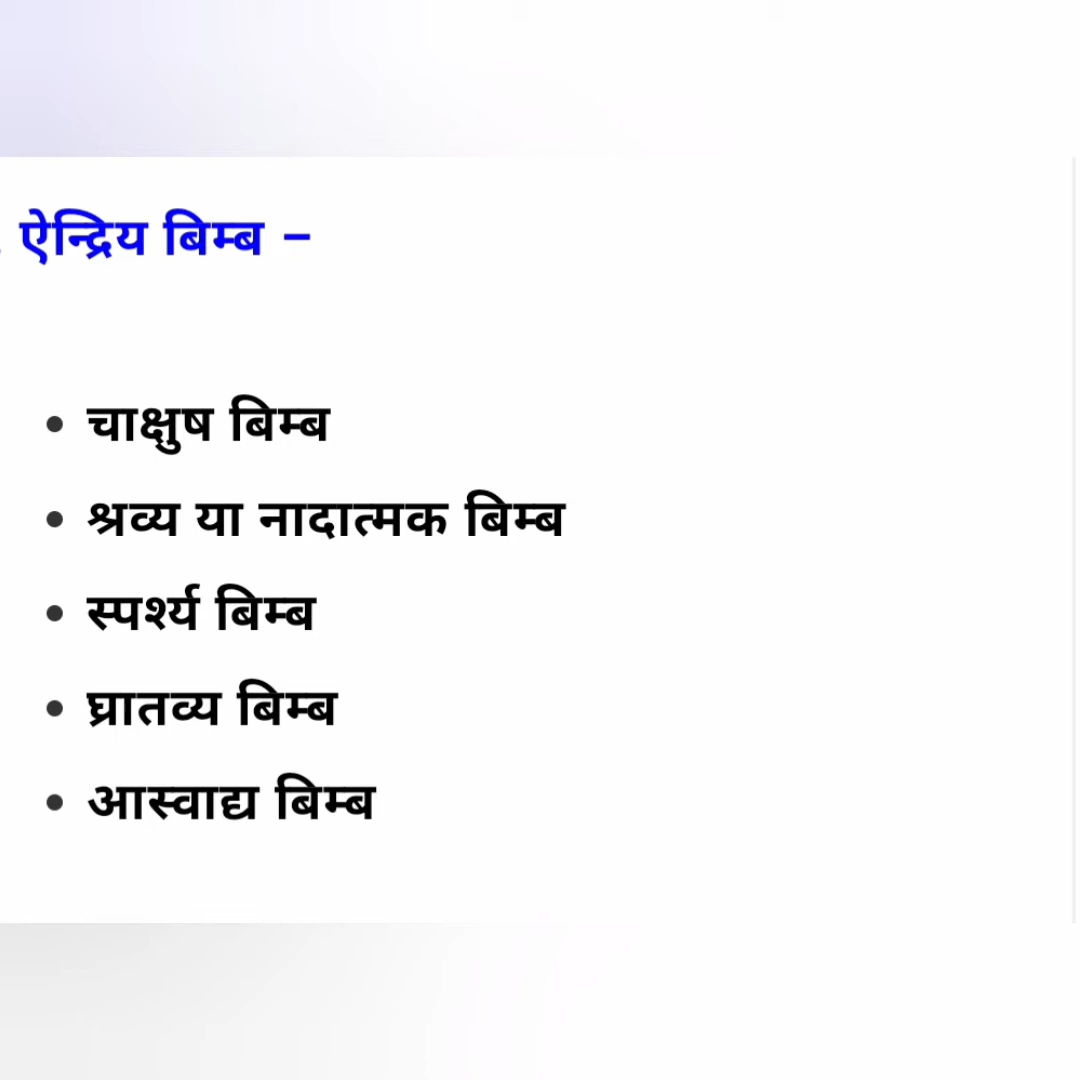 ऐन्द्रिय बिम्ब –
• चाक्षुष बिम्ब
• श्रव्य या नादात्मक बिम्ब
• स्पर्श्य बिम्ब
• घ्रातव्य बिम्ब
• आस्वाद्य बिम्ब